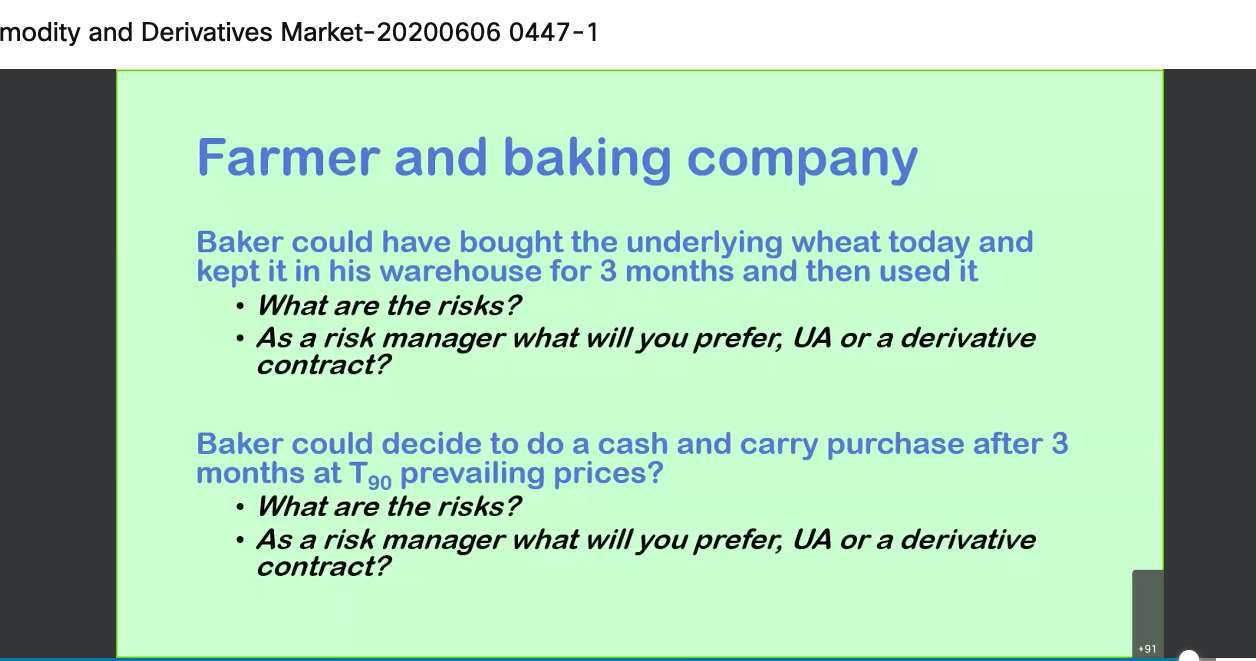 modity and Derivatives Market-20200606 0447-1
Farmer and baking company
Baker could have bought the underlying wheat today and
kept it in his warehouse for 3 months and then used it
• What are the risks?
• As a risk manager what will you prefer, UA or a derivative
contract?
Baker could decide to do a cash and carry purchase after 3
months at T90 prevailing prices?
• What are the risks?
• As a risk manager what will you prefer, UA or a derivative
contract?
+91